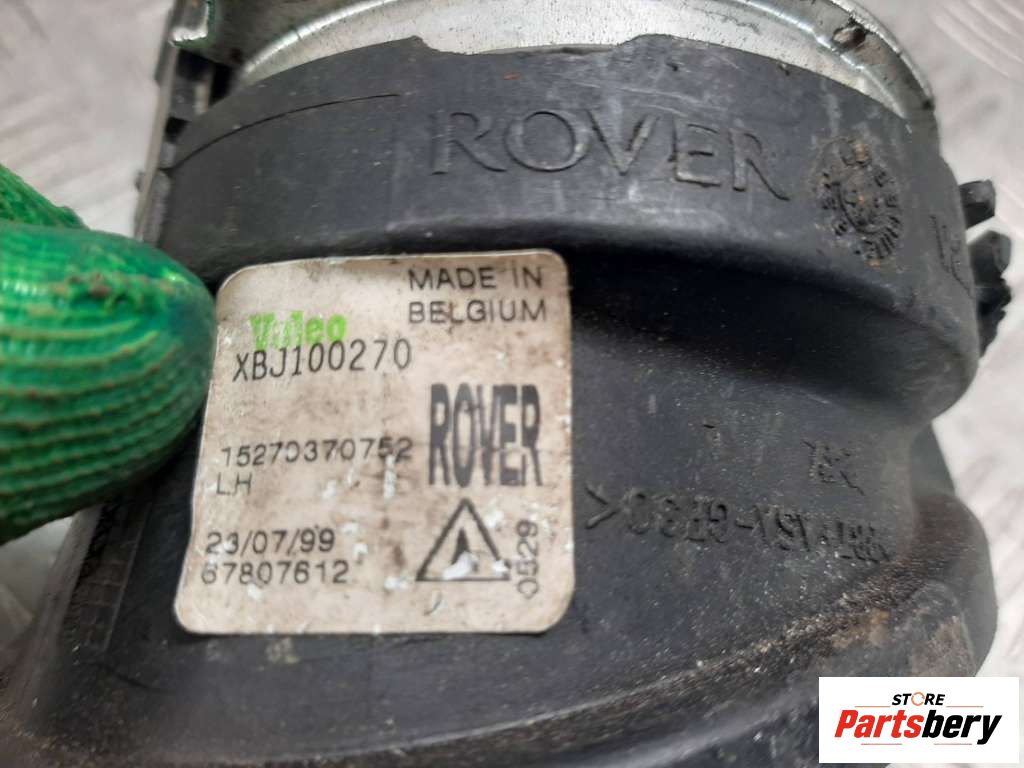 ROVER
MADE IN
BELGIUM
Valeo
XBJ100270
ROVER
15270370752
LH
23/07/99
67807612
0529
STORE
Partsbery